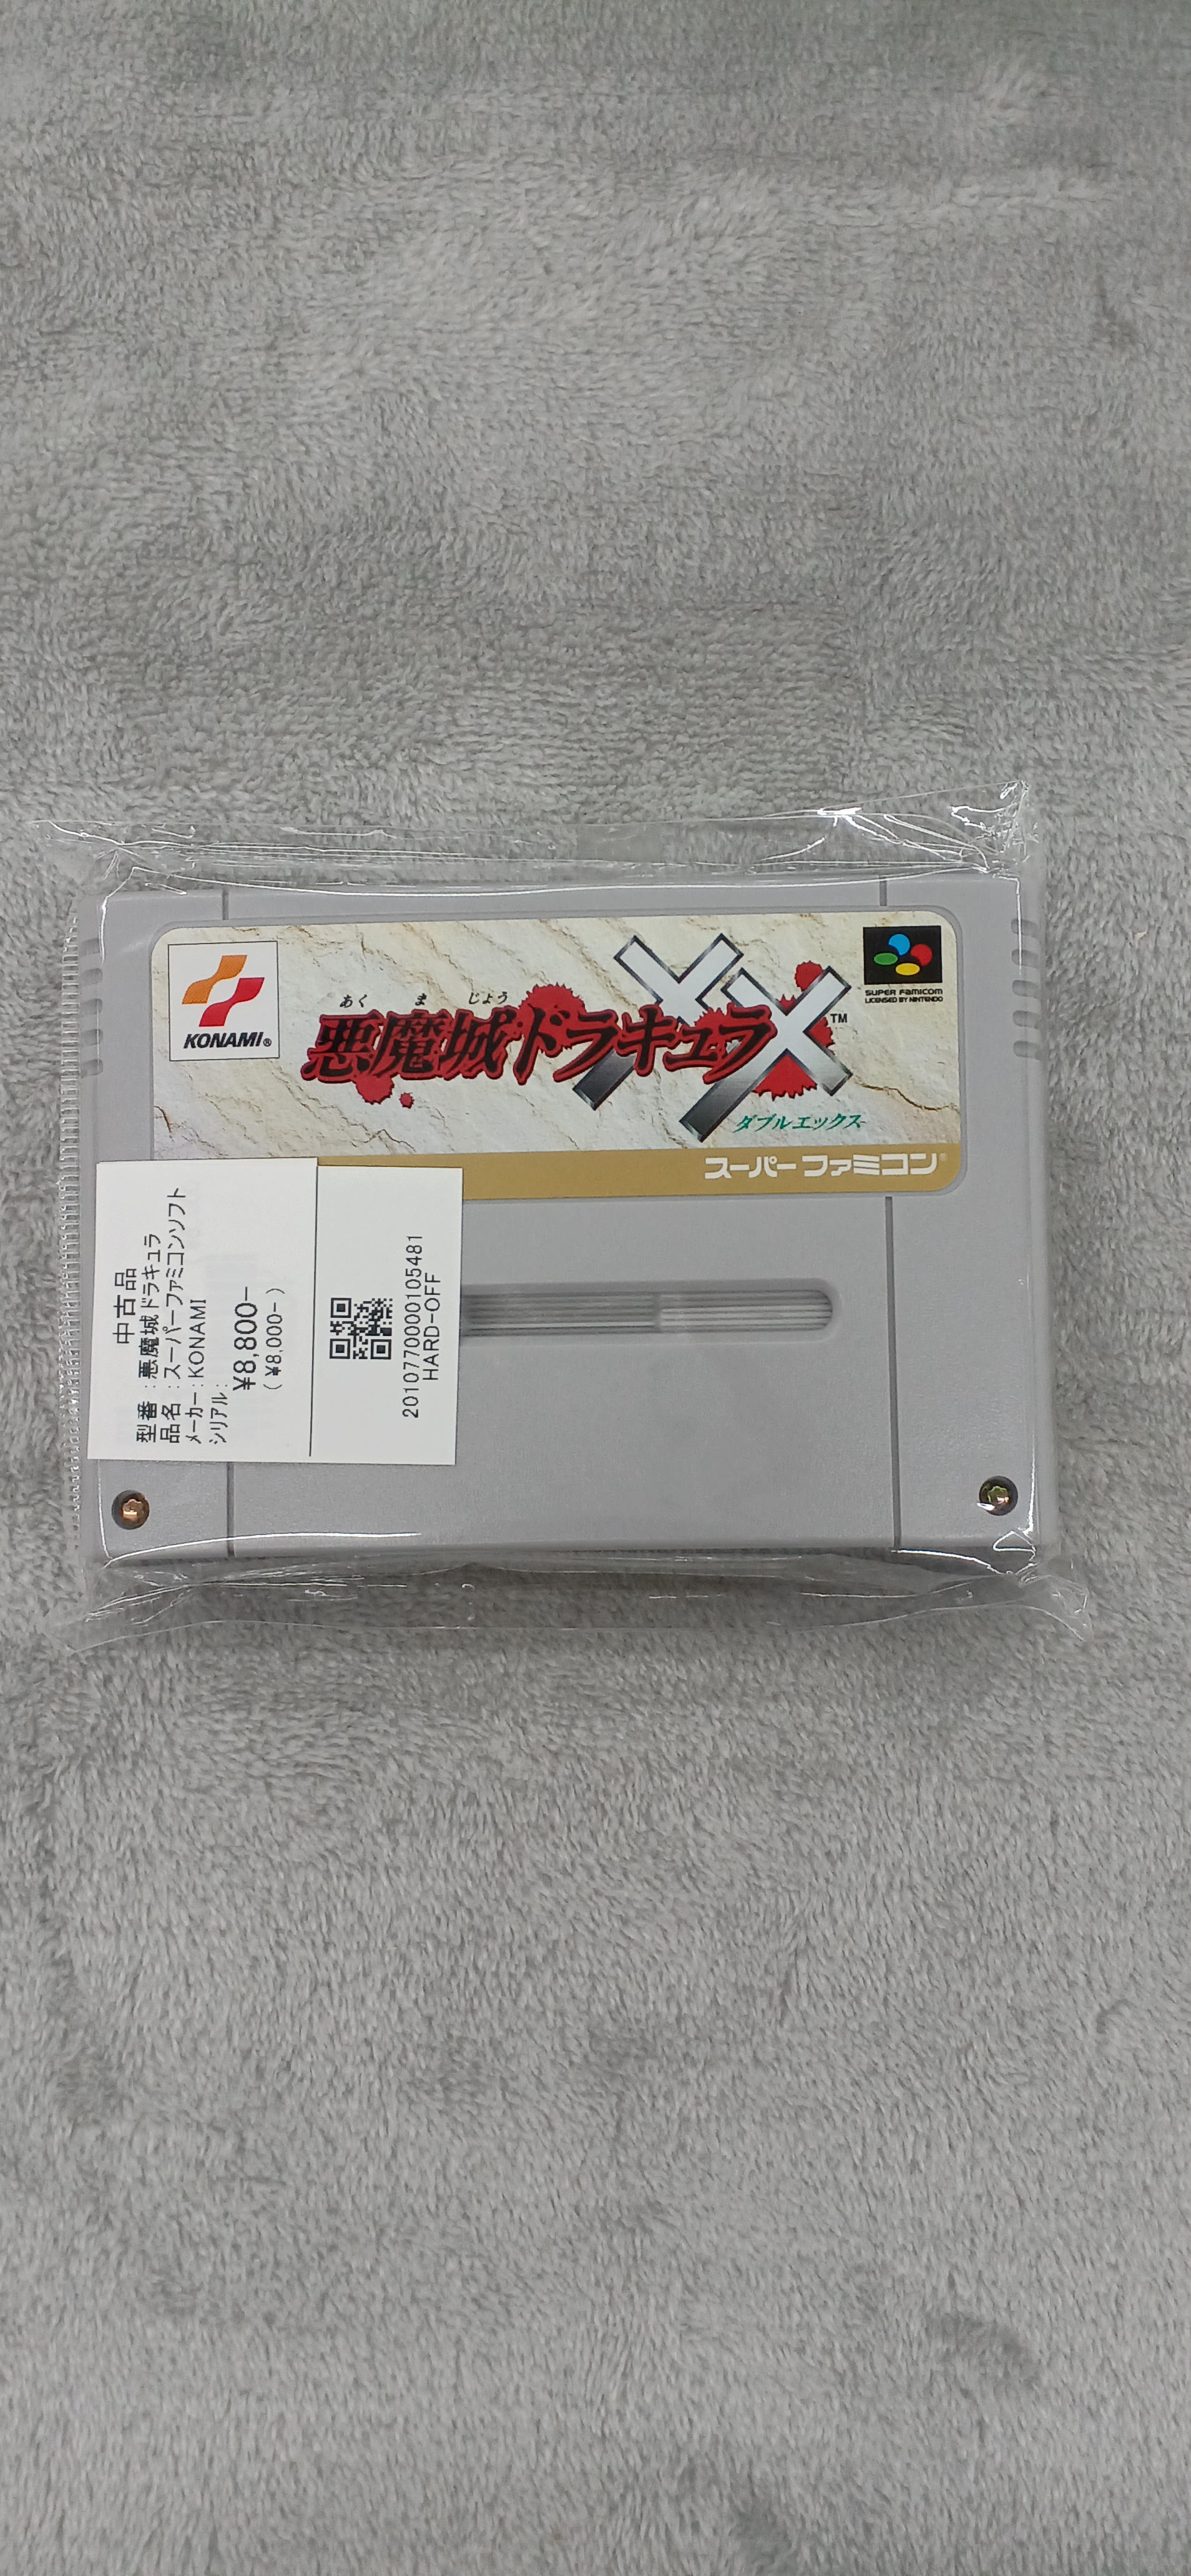 KONAMI®
あく ま じょう
悪魔城ドラキュラXX
TM
ダブルエックス
SUPER FAMICOM
LICENSED BY NINTENDO
スーパーファミコン®
中古品
型番:悪魔城ドラキュラ
品名:スーパーファミコンソフト
メーカー:KONAMI
シリアル:
¥8,800-
(¥8,000-)
2010770000105481
HARD-OFF